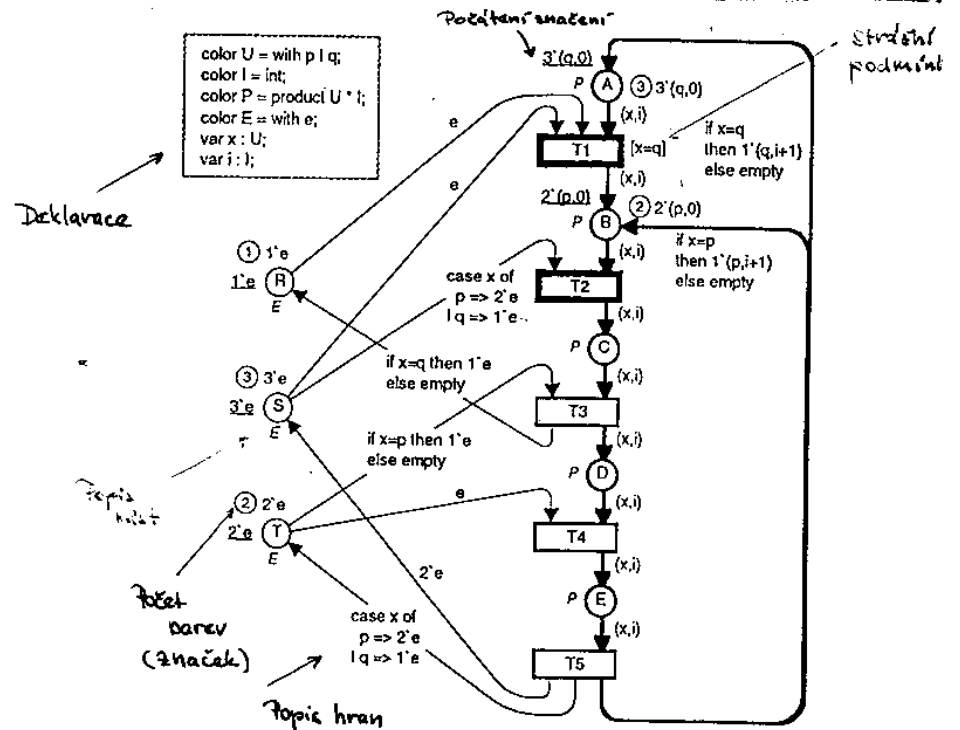 Počátení značení
strážní
podmínt
color U = with p | q;
color I = int;
color P = product U * I;
color E = with e;
var x : U;
var i : I;
Deklarace
3`(q,0)
P A 3 3`(q,0)
(x,i)
e
T1 [x=q]
if x=q
then 1`(q,i+1)
else empty
e
(x,i)
2`(p,0)
P B 2 2`(p,0)
(x,i)
if x=p
then 1`(p,i+1)
else empty
1 1`e
1`e R
E
case x of
p => 2`e
| q => 1`e
T2
(x,i)
P C
(x,i)
if x=q then 1`e
else empty
3 3`e
3`e S
E
T3
(x,i)
if x=p then 1`e
else empty
P D
(x,i)
2 2`e
2`e T
E
e
T4
(x,i)
2`e
P E
(x,i)
case x of
p => 2`e
| q => 1`e
T5
Počet
barev
(značek)
Popis hran